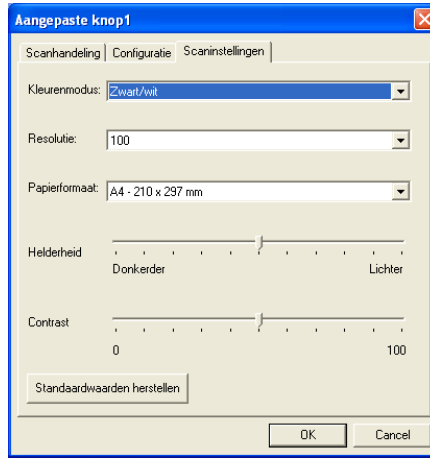 Aangepaste knop1
Scanhandeling Configuratie Scaninstellingen
Kleurenmodus: Zwart/wit
Resolutie: 100
Papierformaat: A4 - 210 x 297 mm
Helderheid
Donkerder Lichter
Contrast
0 100
Standaardwaarden herstellen
OK Cancel